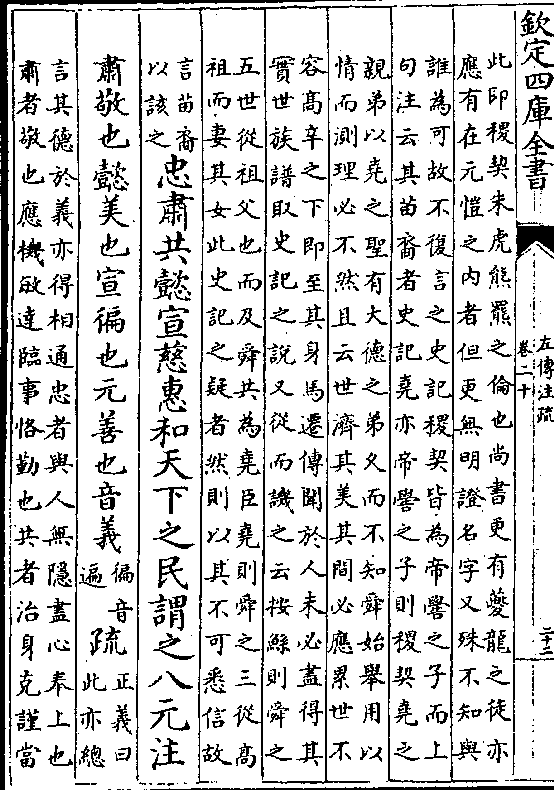 欽定四庫全書
左傳注疏
卷二十
二十二
此即稷契朱虎熊羆之倫也尚書更有夔龍之徒亦
應有在元愷之內者但更無明證名字又殊不知與
誰為可故不復言之史記稷契皆為帝嚳之子而上
句注云其苗裔者史記堯亦帝嚳之子則稷契堯之
親弟以堯之聖有大德之弟久而不知舜始舉用以
情而測理必不然且云世濟其美其間必應累世不
容髙辛之下即至其身馬遷傳聞於人未必盡得其
實世族譜取史記之說又從而譏之云按鯀則舜之
五世從祖父也而及舜共為堯臣堯則舜之三從髙
祖而妻其女此史記之疑者然則以其不可悉信故
言苗裔
以該之
忠肅共懿宣慈惠和天下之民謂之八元注
肅敬也懿美也宣徧也元善也音義
徧音
遍
疏
正義曰
此亦總
言其德於義亦得相通忠者與人無隱盡心奉上也
肅者敬也應機敏達臨事恪勤也共者治身克謹當